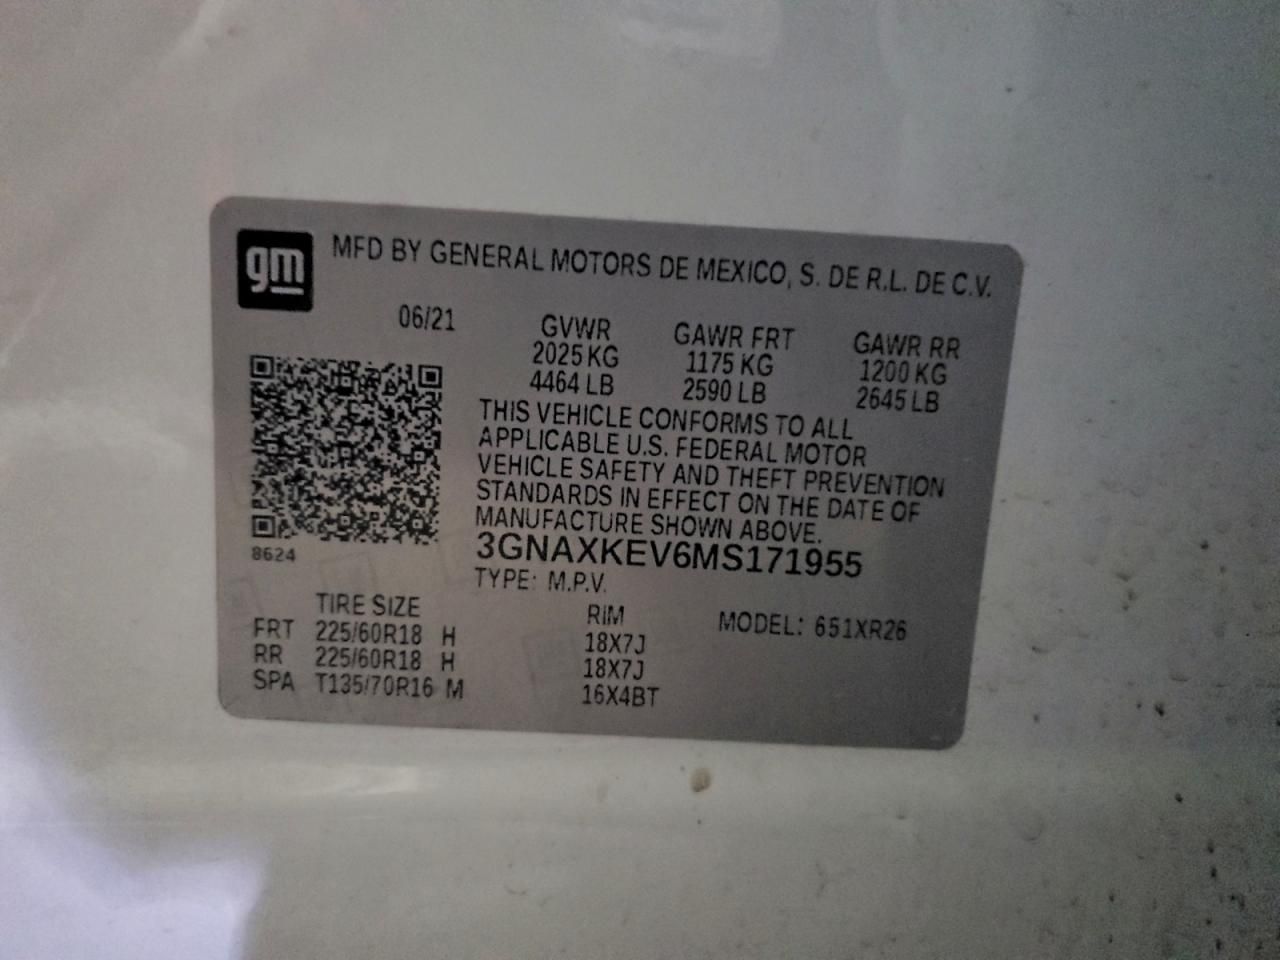 gm MFD BY GENERAL MOTORS DE MEXICO, S. DE R.L. DE C.V.
06/21 GVWR GAWR FRT GAWR RR
2025 KG 1175 KG 1200 KG
4464 LB 2590 LB 2645 LB
THIS VEHICLE CONFORMS TO ALL
APPLICABLE U.S. FEDERAL MOTOR
VEHICLE SAFETY AND THEFT PREVENTION
STANDARDS IN EFFECT ON THE DATE OF
MANUFACTURE SHOWN ABOVE.
8624
3GNAXKEV6MS171955
TYPE: M.P.V.
TIRE SIZE RIM MODEL: 651XR26
FRT 225/60R18 H 18X7J
RR 225/60R18 H 18X7J
SPA T135/70R16 M 16X4BT